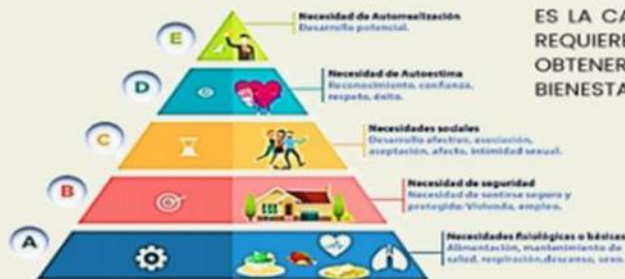 E
Necesidad de Autorrealización
Desarrollo potencial.
ES LA CA
REQUIERE
OBTENER
BIENESTA
D
Necesidad de Autoestima
Reconocimiento, confianza,
respeto, éxito.
C
Necesidades sociales
Desarrollo afectivo, asociación,
aceptación, afecto, intimidad sexual.
B
Necesidad de seguridad
Necesidad de sentirse seguro y
protegido: Vivienda, empleo.
A
Necesidades fisiológicas o básicas
Alimentación, mantenimiento de
salud, respiración, descanso, sexo.